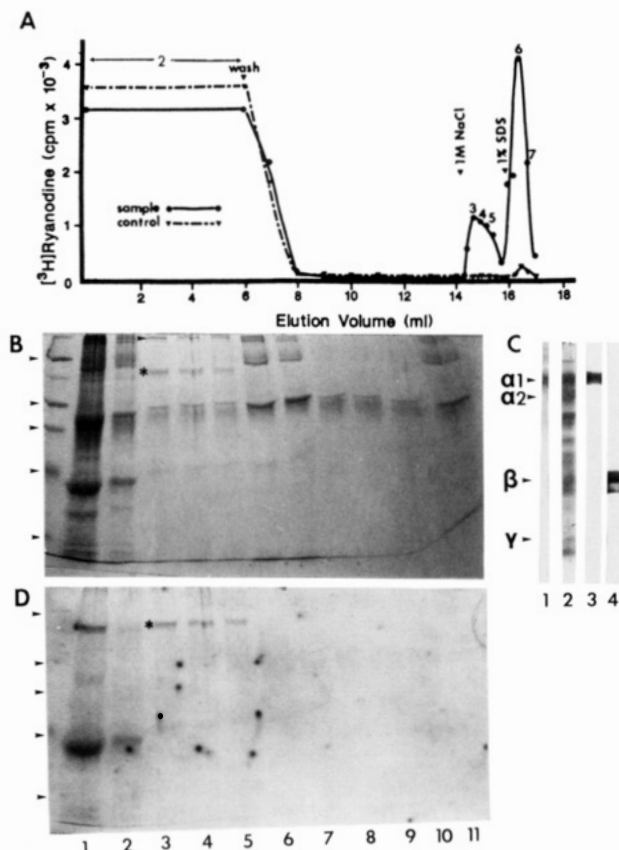 A
[³H]Ryanodine (cpm x 10⁻³)
4
3
2
1
0
2
wash
1M NaCl
1% SDS
3 4 5
6
7
sample
control
2 4 6 8 10 12 14 16 18
Elution Volume (ml)
B
*
C
α1
α2
β
γ
1 2 3 4
D
*
1 2 3 4 5 6 7 8 9 10 11